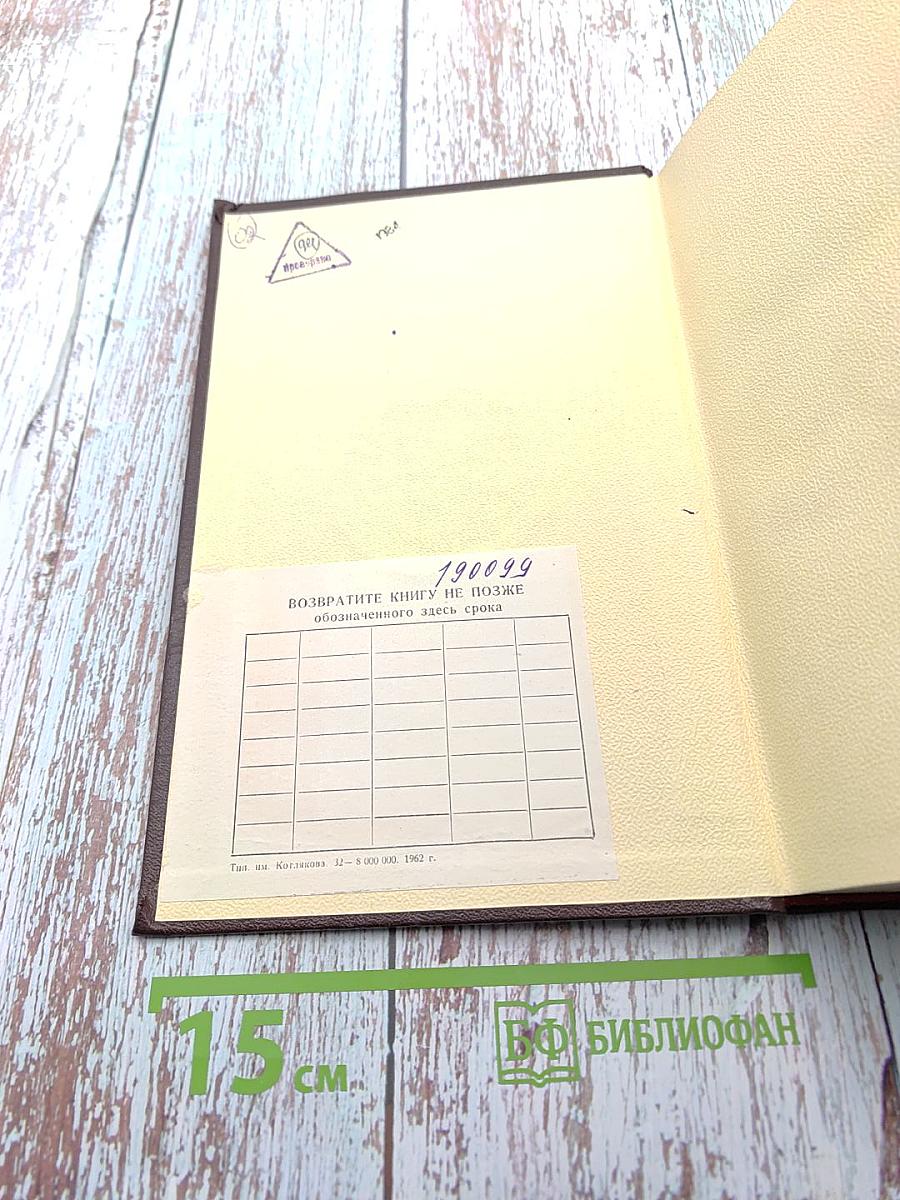 190099
ВОЗВРАТИТЕ КНИГУ НЕ ПОЗЖЕ
обозначенного здесь срока
Тип. им. Котлякова. 32— 8 000 000. 1962 г.
15 см
БФ БИБЛИОФАН